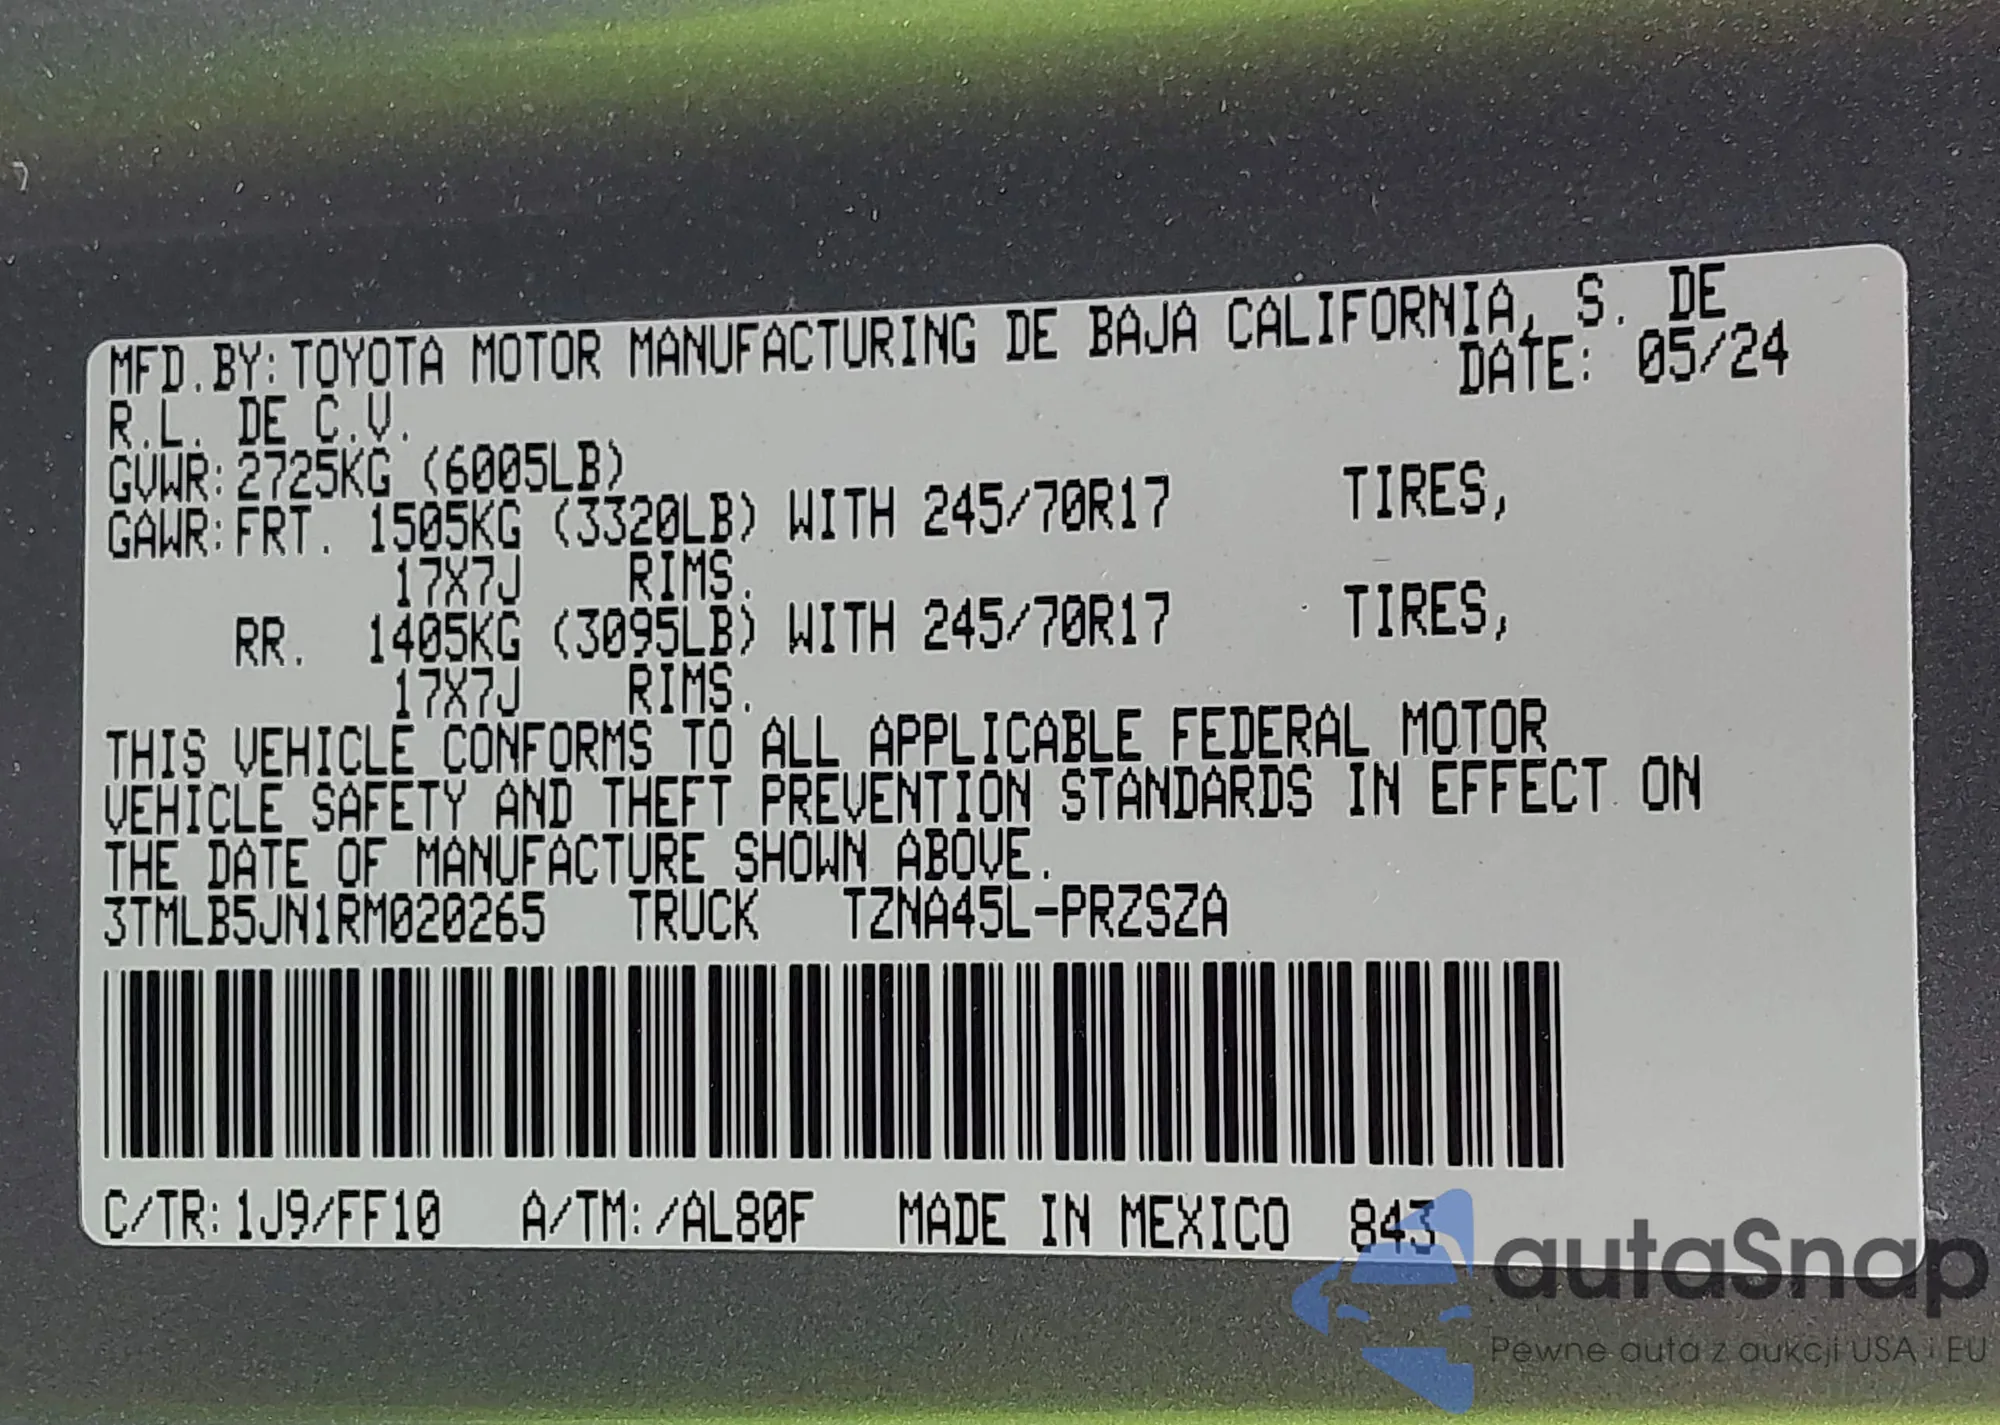 MFD.BY:TOYOTA MOTOR MANUFACTURING DE BAJA CALIFORNIA, S. DE
R.L. DE C.V. DATE: 05/24
GVWR:2725KG (6005LB)
GAWR:FRT. 1505KG (3320LB) WITH 245/70R17 TIRES,
17X7J RIMS.
RR. 1405KG (3095LB) WITH 245/70R17 TIRES,
17X7J RIMS.
THIS VEHICLE CONFORMS TO ALL APPLICABLE FEDERAL MOTOR
VEHICLE SAFETY AND THEFT PREVENTION STANDARDS IN EFFECT ON
THE DATE OF MANUFACTURE SHOWN ABOVE.
3TMLB5JN1RM020265 TRUCK TZNA45L-PRZSZA
C/TR:1J9/FF10 A/TM:/AL80F MADE IN MEXICO 843
autaSnap
Pewne auta z aukcji USA i EU